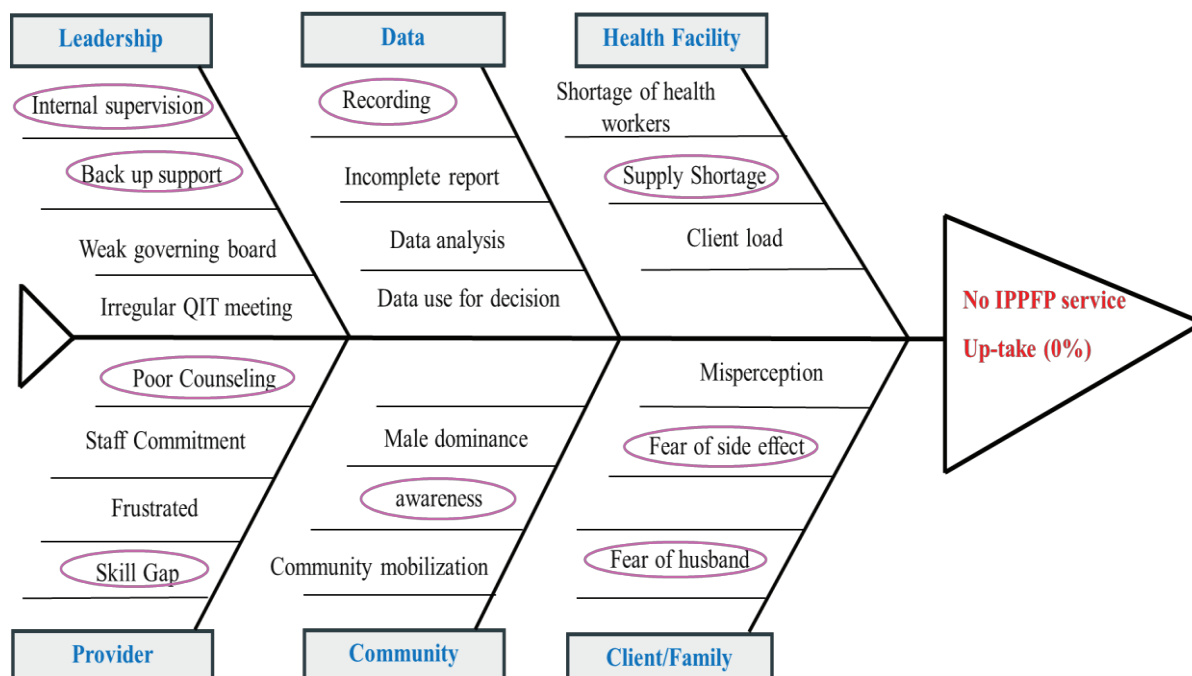 Leadership
Data
Health Facility
Internal supervision
Back up support
Weak governing board
Irregular QIT meeting
Recording
Incomplete report
Data analysis
Data use for decision
Shortage of health
workers
Supply Shortage
Client load
No IPPFP service
Up-take (0%)
Poor Counseling
Staff Commitment
Frustrated
Skill Gap
Male dominance
awareness
Community mobilization
Misperception
Fear of side effect
Fear of husband
Provider
Community
Client/Family